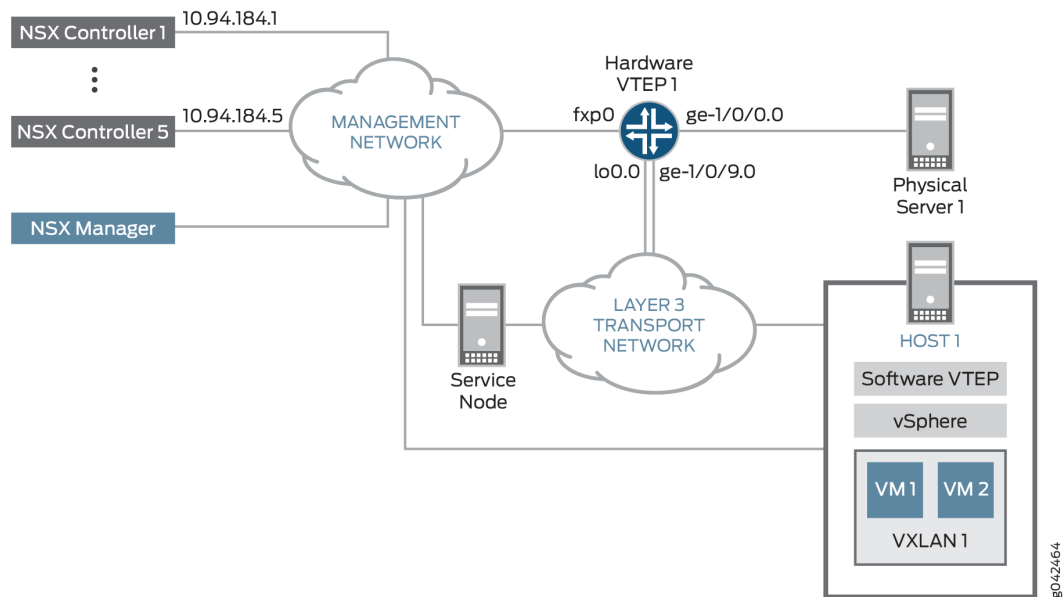 NSX Controller 1
10.94.184.1
NSX Controller 5
10.94.184.5
NSX Manager
MANAGEMENT
NETWORK
Hardware
VTEP 1
fxp0
ge-1/0/0.0
lo0.0
ge-1/0/9.0
Physical
Server 1
LAYER 3
TRANSPORT
NETWORK
Service
Node
HOST 1
Software VTEP
vSphere
VM 1
VM 2
VXLAN 1
g042464